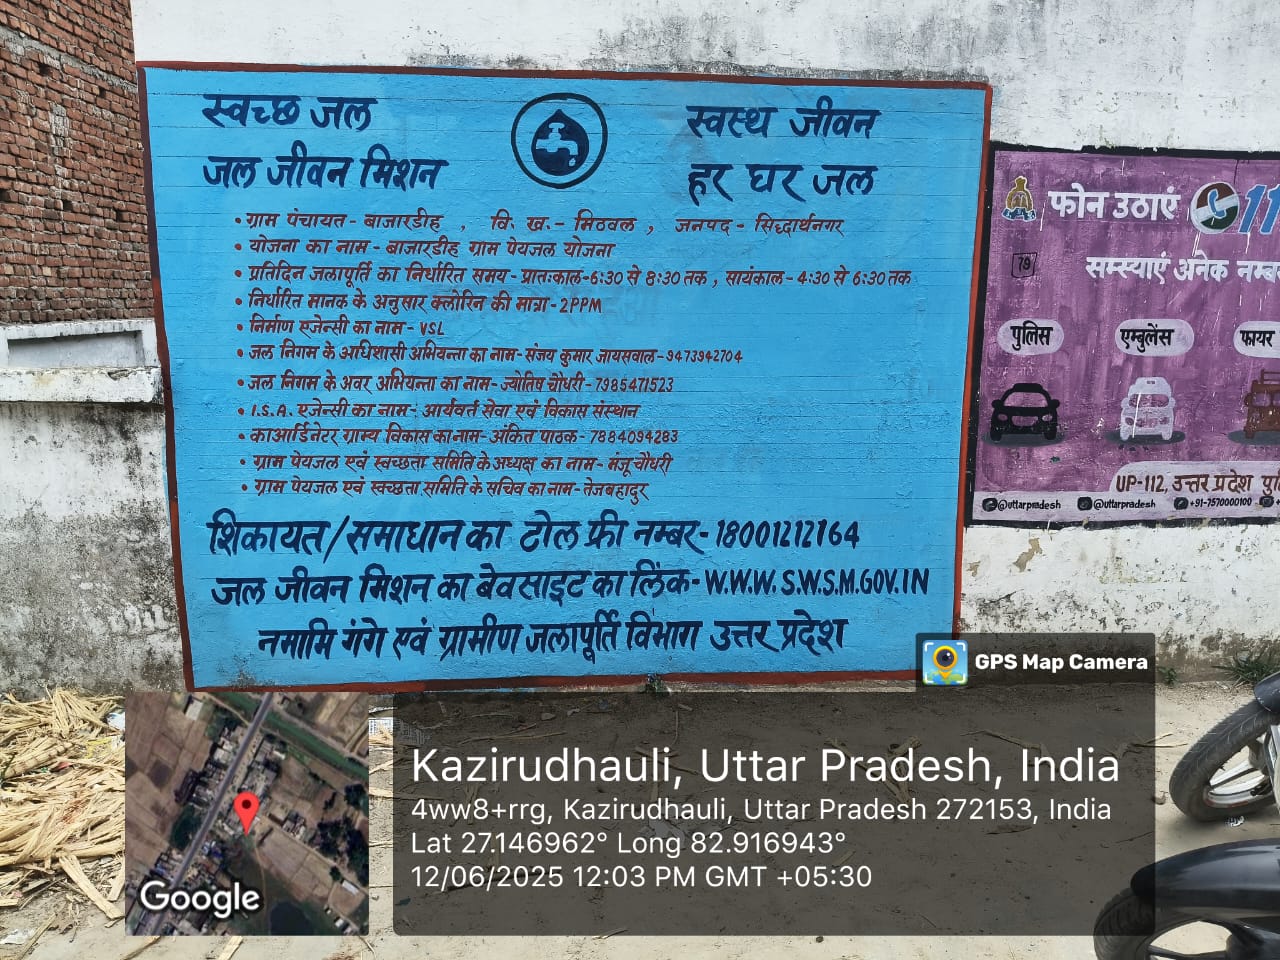 स्वच्छ जल
स्वस्थ जीवन
जल जीवन मिशन
हर घर जल
• ग्राम पंचायत - बाजारडीह , वि. ख. - मिठवल , जनपद - सिद्धार्थनगर
• योजना का नाम - बाजारडीह ग्राम पेयजल योजना
• प्रतिदिन जलापूर्ति का निर्धारित समय - प्रातःकाल - 6:30 से 8:30 तक , सायंकाल - 4:30 से 6:30 तक
• निर्धारित मानक के अनुसार क्लोरिन की मात्रा - 2PPM
• निर्माण एजेन्सी का नाम - VSL
• जल निगम के अधिशासी अभियन्ता का नाम - संजय कुमार जायसवाल - 9473942704
• जल निगम के अवर अभियन्ता का नाम - ज्योतिष चौधरी - 7985471523
• I.S.A. एजेन्सी का नाम - आर्यवर्त सेवा एवं विकास संस्थान
• काआर्डिनेटर ग्राम्य विकास का नाम - अंकित पाठक - 7884094283
• ग्राम पेयजल एवं स्वच्छता समिति के अध्यक्ष का नाम - मंजू चौधरी
• ग्राम पेयजल एवं स्वच्छता समिति के सचिव का नाम - तेजबहादुर
शिकायत/समाधान का टोल फ्री नम्बर - 18001212164
जल जीवन मिशन का बेवसाइट का लिंक - W.W.W.S.W.S.M.GOV.IN
नमामि गंगे एवं ग्रामीण जलापूर्ति विभाग उत्तर प्रदेश
फोन उठाएं 11
समस्याएं अनेक नम्ब
पुलिस एम्बुलेंस फायर
UP-112, उत्तर प्रदेश पु
@uttarpradesh @uttarpradesh +91-7570000100
GPS Map Camera
Kazirudhauli, Uttar Pradesh, India
4ww8+rrg, Kazirudhauli, Uttar Pradesh 272153, India
Lat 27.146962° Long 82.916943°
12/06/2025 12:03 PM GMT +05:30
Google